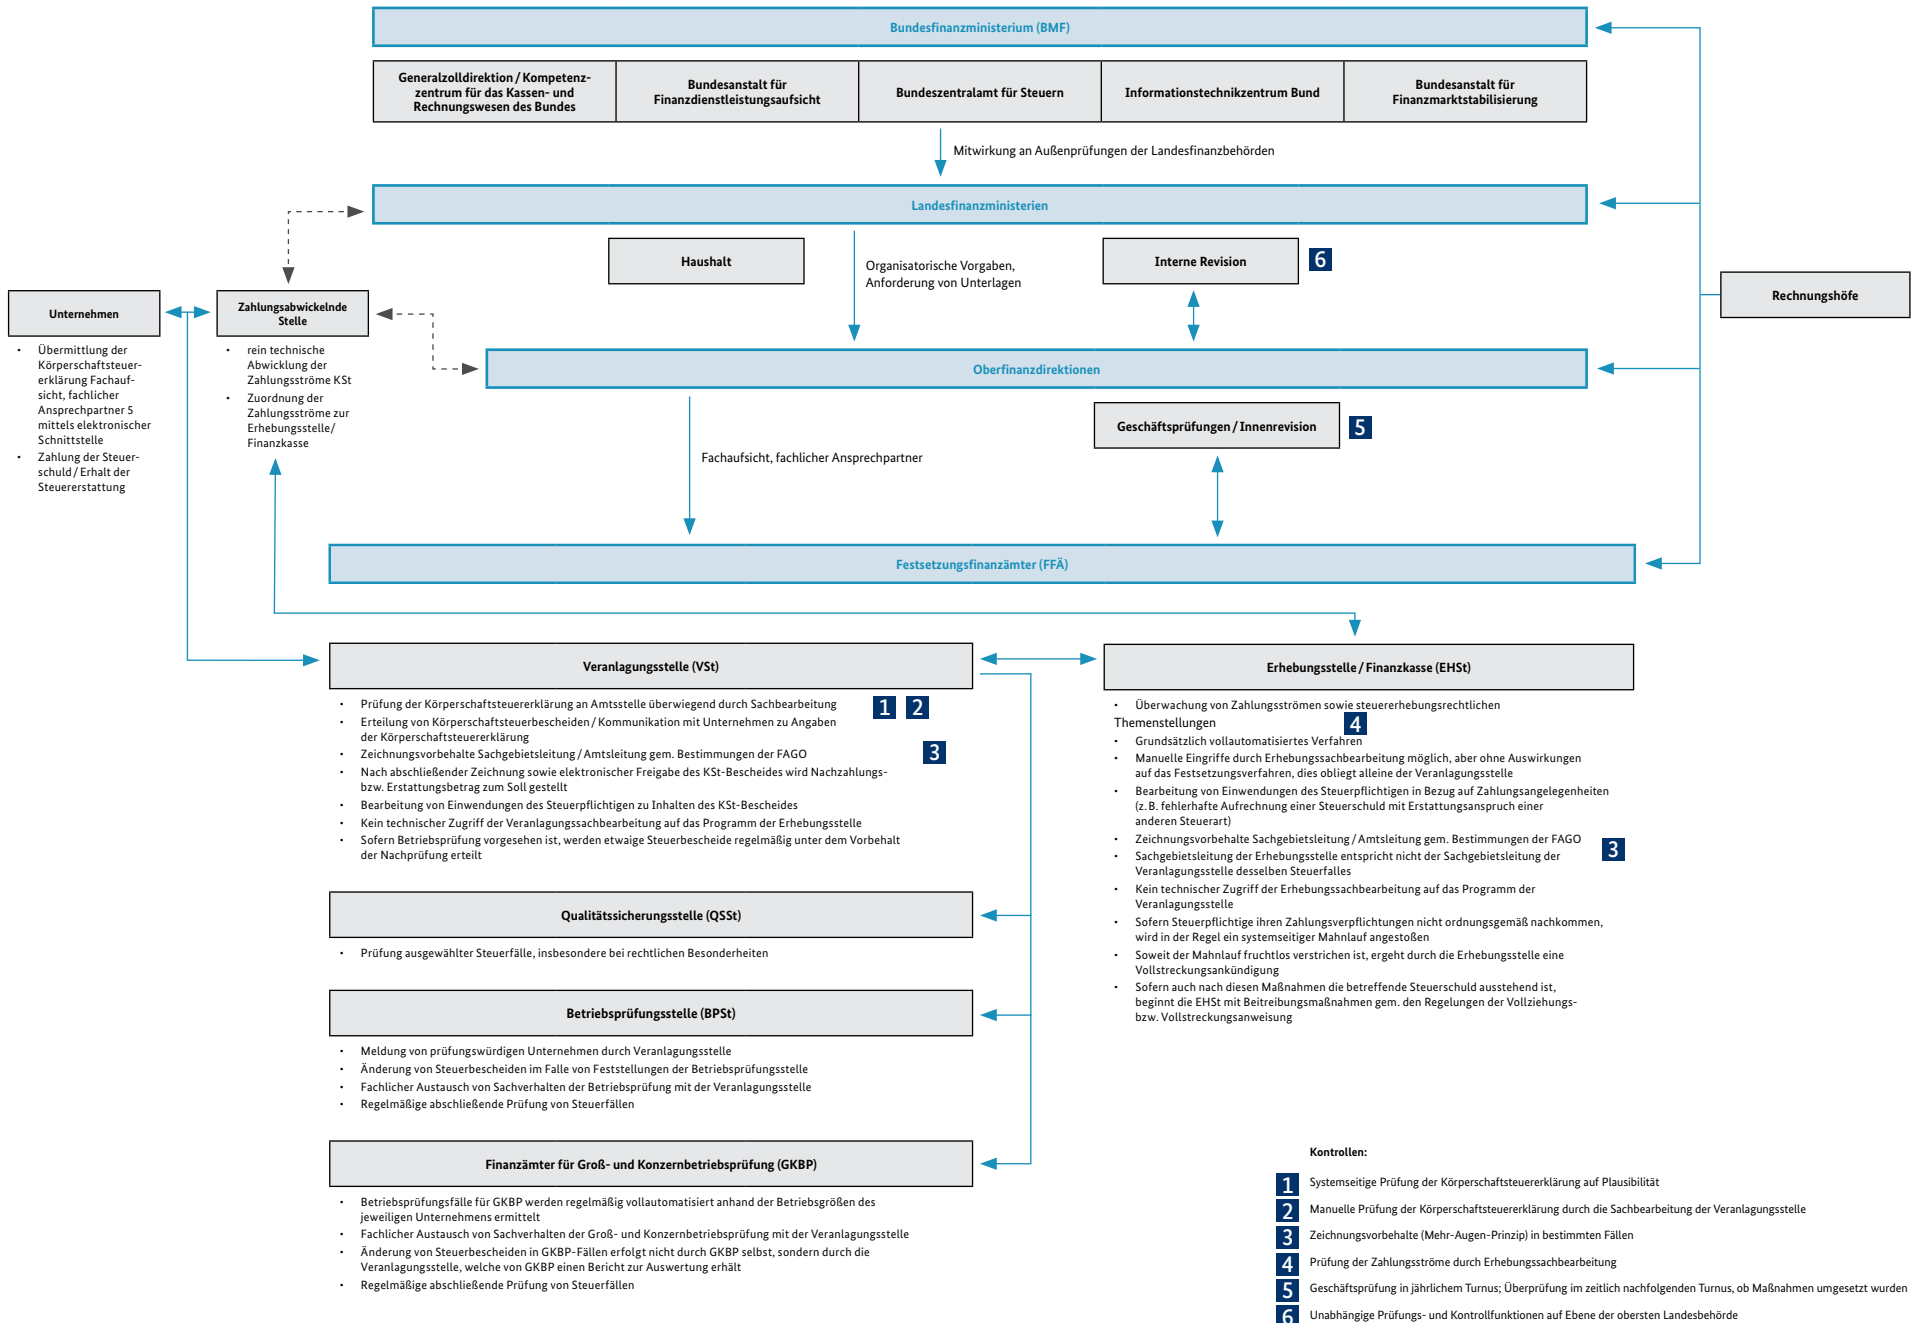 Bundesfinanzministerium (BMF)
Generalzolldirektion / Kompetenz-
zentrum für das Kassen- und
Rechnungswesen des Bundes
Bundesanstalt für
Finanzdienstleistungsaufsicht
Bundeszentralamt für Steuern
Informationstechnikzentrum Bund
Bundesanstalt für
Finanzmarktstabilisierung
Mitwirkung an Außenprüfungen der Landesfinanzbehörden
Landesfinanzministerien
Haushalt
Organisatorische Vorgaben,
Anforderung von Unterlagen
Interne Revision
6
Rechnungshöfe
Unternehmen
• Übermittlung der
Körperschaftsteuer-
erklärung Fachauf-
sicht, fachlicher
Ansprechpartner 5
mittels elektronischer
Schnittstelle
• Zahlung der Steuer-
schuld / Erhalt der
Steuererstattung
Zahlungsabwickelnde
Stelle
• rein technische
Abwicklung der
Zahlungsströme KSt
• Zuordnung der
Zahlungsströme zur
Erhebungsstelle/
Finanzkasse
Oberfinanzdirektionen
Geschäftsprüfungen / Innenrevision
5
Fachaufsicht, fachlicher Ansprechpartner
Festsetzungsfinanzämter (FFÄ)
Veranlagungsstelle (VSt)
• Prüfung der Körperschaftsteuererklärung an Amtsstelle überwiegend durch Sachbearbeitung
1 2
• Erteilung von Körperschaftsteuerbescheiden / Kommunikation mit Unternehmen zu Angaben
der Körperschaftsteuererklärung
• Zeichnungsvorbehalte Sachgebietsleitung / Amtsleitung gem. Bestimmungen der FAGO
3
• Nach abschließender Zeichnung sowie elektronischer Freigabe des KSt-Bescheides wird Nachzahlungs-
bzw. Erstattungsbetrag zum Soll gestellt
• Bearbeitung von Einwendungen des Steuerpflichtigen zu Inhalten des KSt-Bescheides
• Kein technischer Zugriff der Veranlagungssachbearbeitung auf das Programm der Erhebungsstelle
• Sofern Betriebsprüfung vorgesehen ist, werden etwaige Steuerbescheide regelmäßig unter dem Vorbehalt
der Nachprüfung erteilt
Qualitätssicherungsstelle (QSSt)
• Prüfung ausgewählter Steuerfälle, insbesondere bei rechtlichen Besonderheiten
Betriebsprüfungsstelle (BPSt)
• Meldung von prüfungswürdigen Unternehmen durch Veranlagungsstelle
• Änderung von Steuerbescheiden im Falle von Feststellungen der Betriebsprüfungsstelle
• Fachlicher Austausch von Sachverhalten der Betriebsprüfung mit der Veranlagungsstelle
• Regelmäßige abschließende Prüfung von Steuerfällen
Finanzämter für Groß- und Konzernbetriebsprüfung (GKBP)
• Betriebsprüfungsfälle für GKBP werden regelmäßig vollautomatisiert anhand der Betriebsgrößen des
jeweiligen Unternehmens ermittelt
• Fachlicher Austausch von Sachverhalten der Groß- und Konzernbetriebsprüfung mit der Veranlagungsstelle
• Änderung von Steuerbescheiden in GKBP-Fällen erfolgt nicht durch GKBP selbst, sondern durch die
Veranlagungsstelle, welche von GKBP einen Bericht zur Auswertung erhält
• Regelmäßige abschließende Prüfung von Steuerfällen
Erhebungsstelle / Finanzkasse (EHSt)
• Überwachung von Zahlungsströmen sowie steuererhebungsrechtlichen
Themenstellungen
4
• Grundsätzlich vollautomatisiertes Verfahren
• Manuelle Eingriffe durch Erhebungssachbearbeitung möglich, aber ohne Auswirkungen
auf das Festsetzungsverfahren, dies obliegt alleine der Veranlagungsstelle
• Bearbeitung von Einwendungen des Steuerpflichtigen in Bezug auf Zahlungsangelegenheiten
(z. B. fehlerhafte Aufrechnung einer Steuerschuld mit Erstattungsanspruch einer
anderen Steuerart)
• Zeichnungsvorbehalte Sachgebietsleitung / Amtsleitung gem. Bestimmungen der FAGO
3
• Sachgebietsleitung der Erhebungsstelle entspricht nicht der Sachgebietsleitung der
Veranlagungsstelle desselben Steuerfalles
• Kein technischer Zugriff der Erhebungssachbearbeitung auf das Programm der
Veranlagungsstelle
• Sofern Steuerpflichtige ihren Zahlungsverpflichtungen nicht ordnungsgemäß nachkommen,
wird in der Regel ein systemseitiger Mahnlauf angestoßen
• Soweit der Mahnlauf fruchtlos verstrichen ist, ergeht durch die Erhebungsstelle eine
Vollstreckungsankündigung
• Sofern auch nach diesen Maßnahmen die betreffende Steuerschuld ausstehend ist,
beginnt die EHSt mit Beitreibungsmaßnahmen gem. den Regelungen der Vollziehungs-
bzw. Vollstreckungsanweisung
Kontrollen:
1 Systemseitige Prüfung der Körperschaftsteuererklärung auf Plausibilität
2 Manuelle Prüfung der Körperschaftsteuererklärung durch die Sachbearbeitung der Veranlagungsstelle
3 Zeichnungsvorbehalte (Mehr-Augen-Prinzip) in bestimmten Fällen
4 Prüfung der Zahlungsströme durch Erhebungssachbearbeitung
5 Geschäftsprüfung in jährlichem Turnus; Überprüfung im zeitlich nachfolgenden Turnus, ob Maßnahmen umgesetzt wurden
6 Unabhängige Prüfungs- und Kontrollfunktionen auf Ebene der obersten Landesbehörde